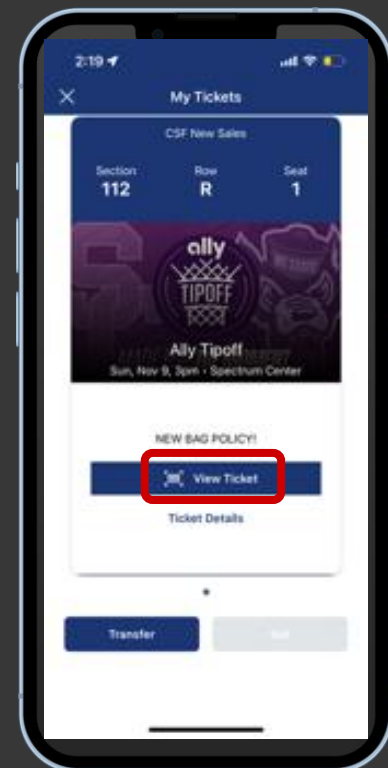 2:19
My Tickets
CSF New Sales
Section Row Seat
112 R 1
ally
TIPOFF
Ally Tipoff
Sun, Nov 9, 3pm • Spectrum Center
NEW BAG POLICY!
View Ticket
Ticket Details
Transfer